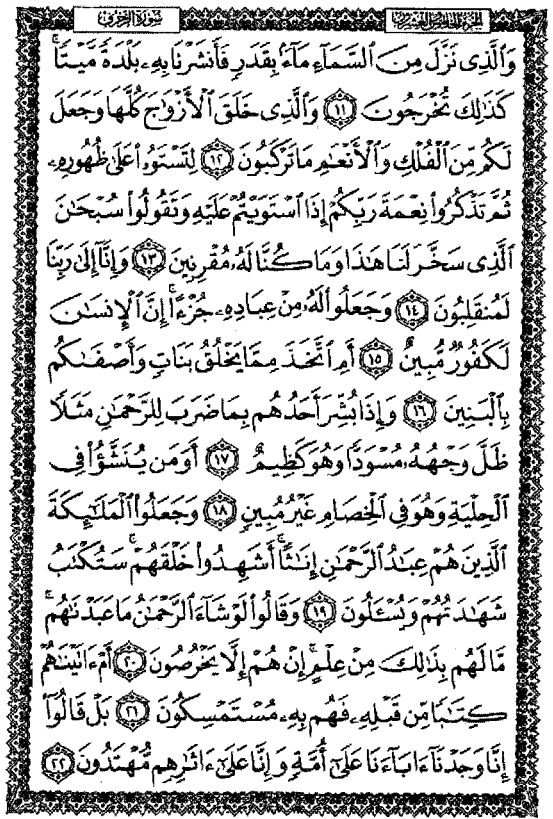 الجزء الخامس والعشرون
سورة الزخرف
وَالَّذِي نَزَّلَ مِنَ السَّمَاءِ مَاءً بِقَدَرٍ فَأَنشَرْنَا بِهِ بَلْدَةً مَّيْتًا ۚ
كَذَٰلِكَ تُخْرَجُونَ ١١ وَالَّذِي خَلَقَ الْأَزْوَاجَ كُلَّهَا وَجَعَلَ
لَكُم مِّنَ الْفُلْكِ وَالْأَنْعَامِ مَا تَرْكَبُونَ ١٢ لِتَسْتَوُوا عَلَىٰ ظُهُورِهِ
ثُمَّ تَذْكُرُوا نِعْمَةَ رَبِّكُمْ إِذَا اسْتَوَيْتُمْ عَلَيْهِ وَتَقُولُوا سُبْحَانَ
الَّذِي سَخَّرَ لَنَا هَٰذَا وَمَا كُنَّا لَهُ مُقْرِنِينَ ١٣ وَإِنَّا إِلَىٰ رَبِّنَا
لَمُنقَلِبُونَ ١٤ وَجَعَلُوا لَهُ مِنْ عِبَادِهِ جُزْءًا ۚ إِنَّ الْإِنسَانَ
لَكَفُورٌ مُّبِينٌ ١٥ أَمِ اتَّخَذَ مِمَّا يَخْلُقُ بَنَاتٍ وَأَصْفَاكُم
بِالْبَنِينَ ١٦ وَإِذَا بُشِّرَ أَحَدُهُم بِمَا ضَرَبَ لِلرَّحْمَٰنِ مَثَلًا
ظَلَّ وَجْهُهُ مُسْوَدًّا وَهُوَ كَظِيمٌ ١٧ أَوَمَن يُنَشَّؤُا فِي
الْحِلْيَةِ وَهُوَ فِي الْخِصَامِ غَيْرُ مُبِينٍ ١٨ وَجَعَلُوا الْمَلَائِكَةَ
الَّذِينَ هُمْ عِبَادُ الرَّحْمَٰنِ إِنَاثًا ۚ أَشَهِدُوا خَلْقَهُمْ ۚ سَتُكْتَبُ
شَهَادَتُهُمْ وَيُسْئَلُونَ ١٩ وَقَالُوا لَوْ شَاءَ الرَّحْمَٰنُ مَا عَبَدْنَاهُم ۗ
مَّا لَهُم بِذَٰلِكَ مِنْ عِلْمٍ ۖ إِنْ هُمْ إِلَّا يَخْرُصُونَ ٢٠ أَمْ ءَاتَيْنَاهُمْ
كِتَابًا مِّن قَبْلِهِ فَهُم بِهِ مُسْتَمْسِكُونَ ٢١ بَلْ قَالُوا
إِنَّا وَجَدْنَا ءَابَاءَنَا عَلَىٰ أُمَّةٍ وَإِنَّا عَلَىٰ ءَاثَارِهِم مُّهْتَدُونَ ٢٢